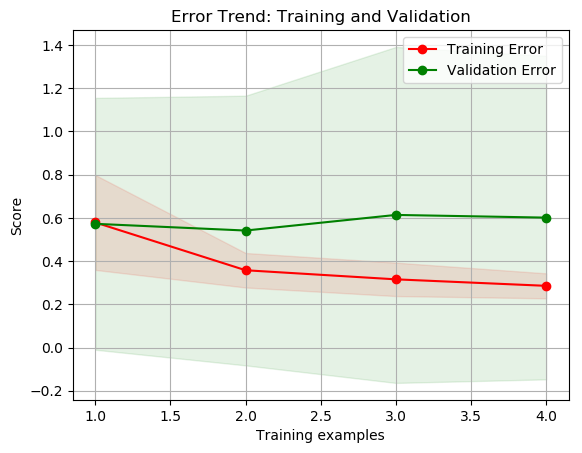 Error Trend: Training and Validation
Training Error
Validation Error
Score
1.4
1.2
1.0
0.8
0.6
0.4
0.2
0.0
−0.2
1.0 1.5 2.0 2.5 3.0 3.5 4.0
Training examples